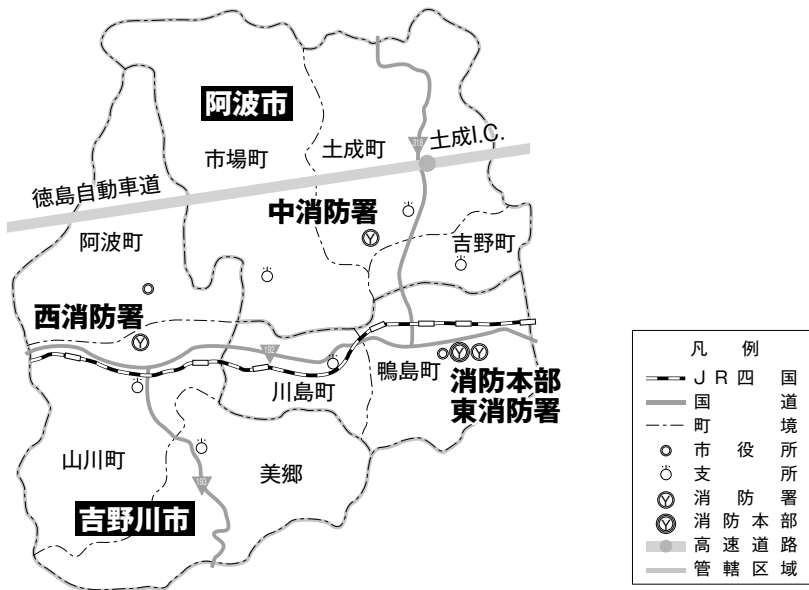 阿波市
市場町
土成町
318
土成I.C.
徳島自動車道
中消防署
阿波町
吉野町
西消防署
192
川島町
鴨島町
消防本部
東消防署
山川町
193
美郷
吉野川市
凡例
JR四国
国道
町境
市役所
支所
消防署
消防本部
高速道路
管轄区域